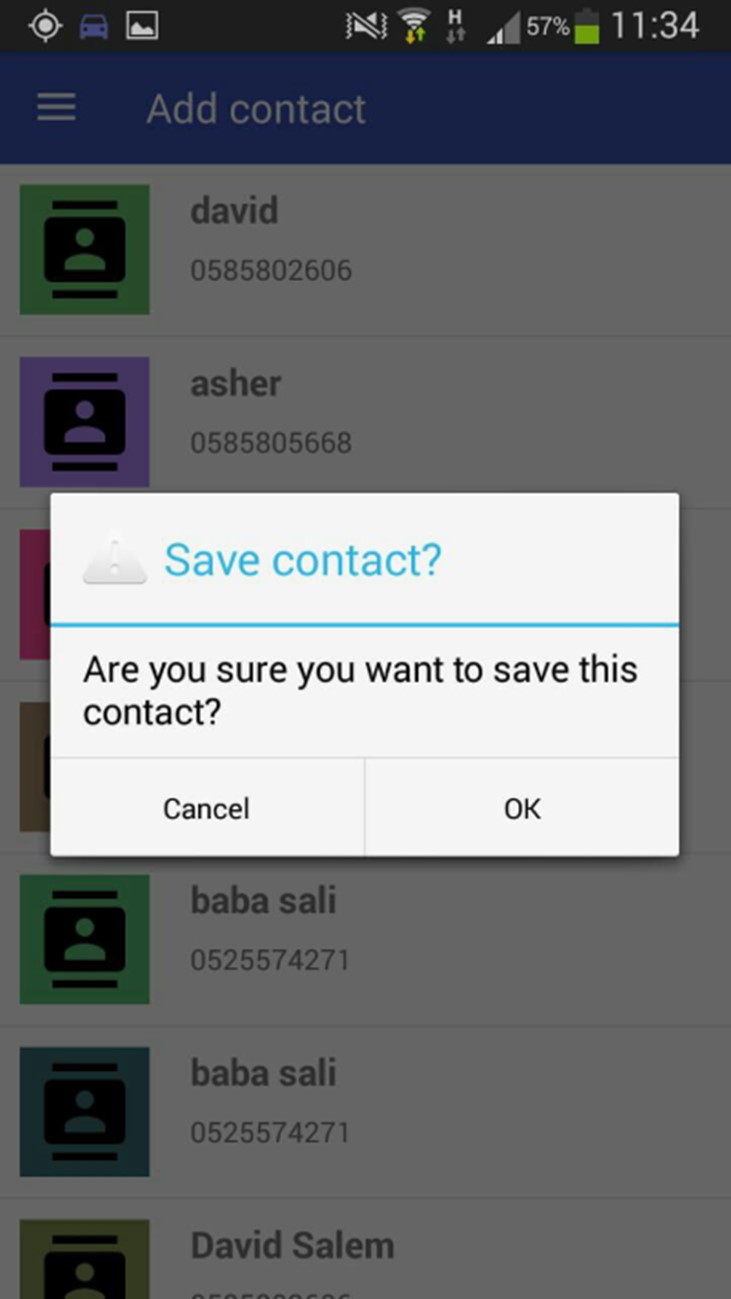 H
57%
11:34
Add contact
david
0585802606
asher
0585805668
Save contact?
Are you sure you want to save this
contact?
Cancel
OK
baba sali
0525574271
baba sali
0525574271
David Salem